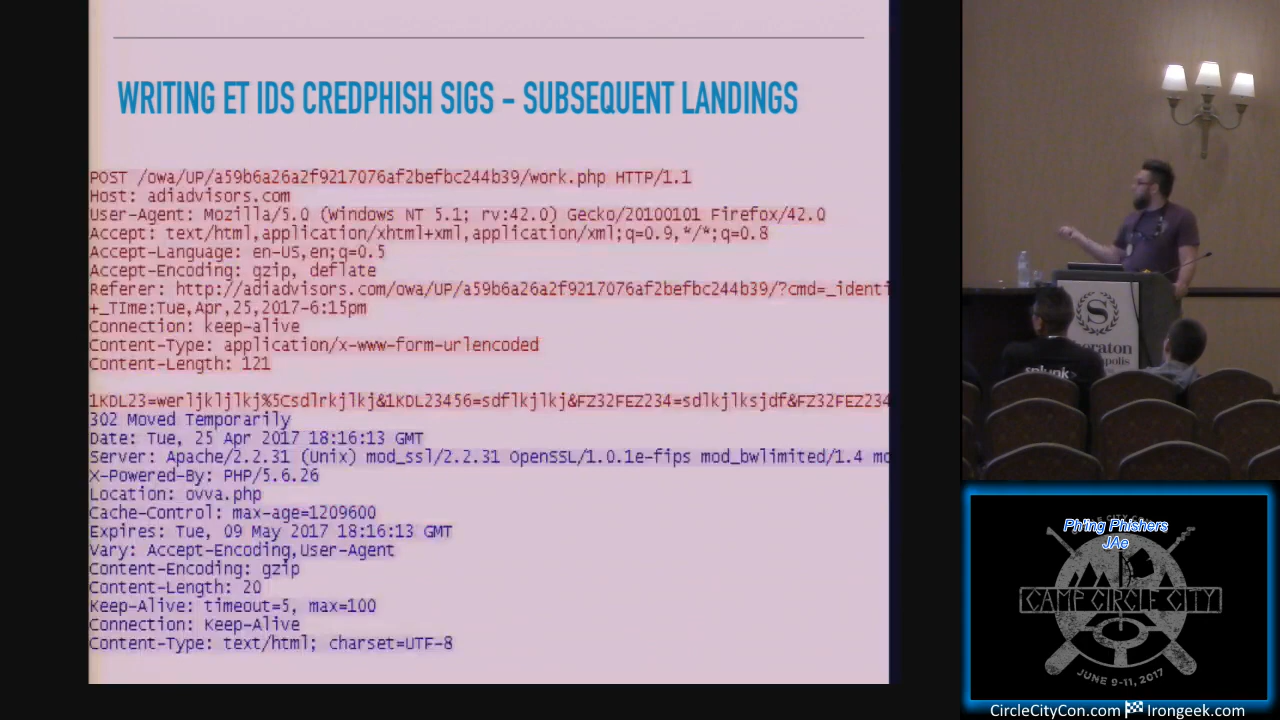 WRITING ET IDS CREDPHISH SIGS - SUBSEQUENT LANDINGS
POST /owa/UP/a59b6a26a2f9217076af2befbc244b39/work.php HTTP/1.1
Host: adiadvisors.com
User-Agent: Mozilla/5.0 (Windows NT 5.1; rv:42.0) Gecko/20100101 Firefox/42.0
Accept: text/html,application/xhtml+xml,application/xml;q=0.9,*/*;q=0.8
Accept-Language: en-US,en;q=0.5
Accept-Encoding: gzip, deflate
Referer: http://adiadvisors.com/owa/UP/a59b6a26a2f9217076af2befbc244b39/?cmd=_identi
+_TIme:Tue,Apr,25,2017-6:15pm
Connection: keep-alive
Content-Type: application/x-www-form-urlencoded
Content-Length: 121
1KDL23=werljkljlkj%5Csdlrkjlkj&1KDL23456=sdflkjlkj&FZ32FEZ234=sdlkjlksjdf&FZ32FEZ234
302 Moved Temporarily
Date: Tue, 25 Apr 2017 18:16:13 GMT
Server: Apache/2.2.31 (Unix) mod_ssl/2.2.31 OpenSSL/1.0.1e-fips mod_bwlimited/1.4 mo
X-Powered-By: PHP/5.6.26
Location: ovva.php
Cache-Control: max-age=1209600
Expires: Tue, 09 May 2017 18:16:13 GMT
Vary: Accept-Encoding,User-Agent
Content-Encoding: gzip
Content-Length: 20
Keep-Alive: timeout=5, max=100
Connection: Keep-Alive
Content-Type: text/html; charset=UTF-8
S
splunk
Ph'ing Phishers
JAe
CAMP CIRCLE CITY
JUNE 9-11, 2017
CircleCityCon.com Irongeek.com